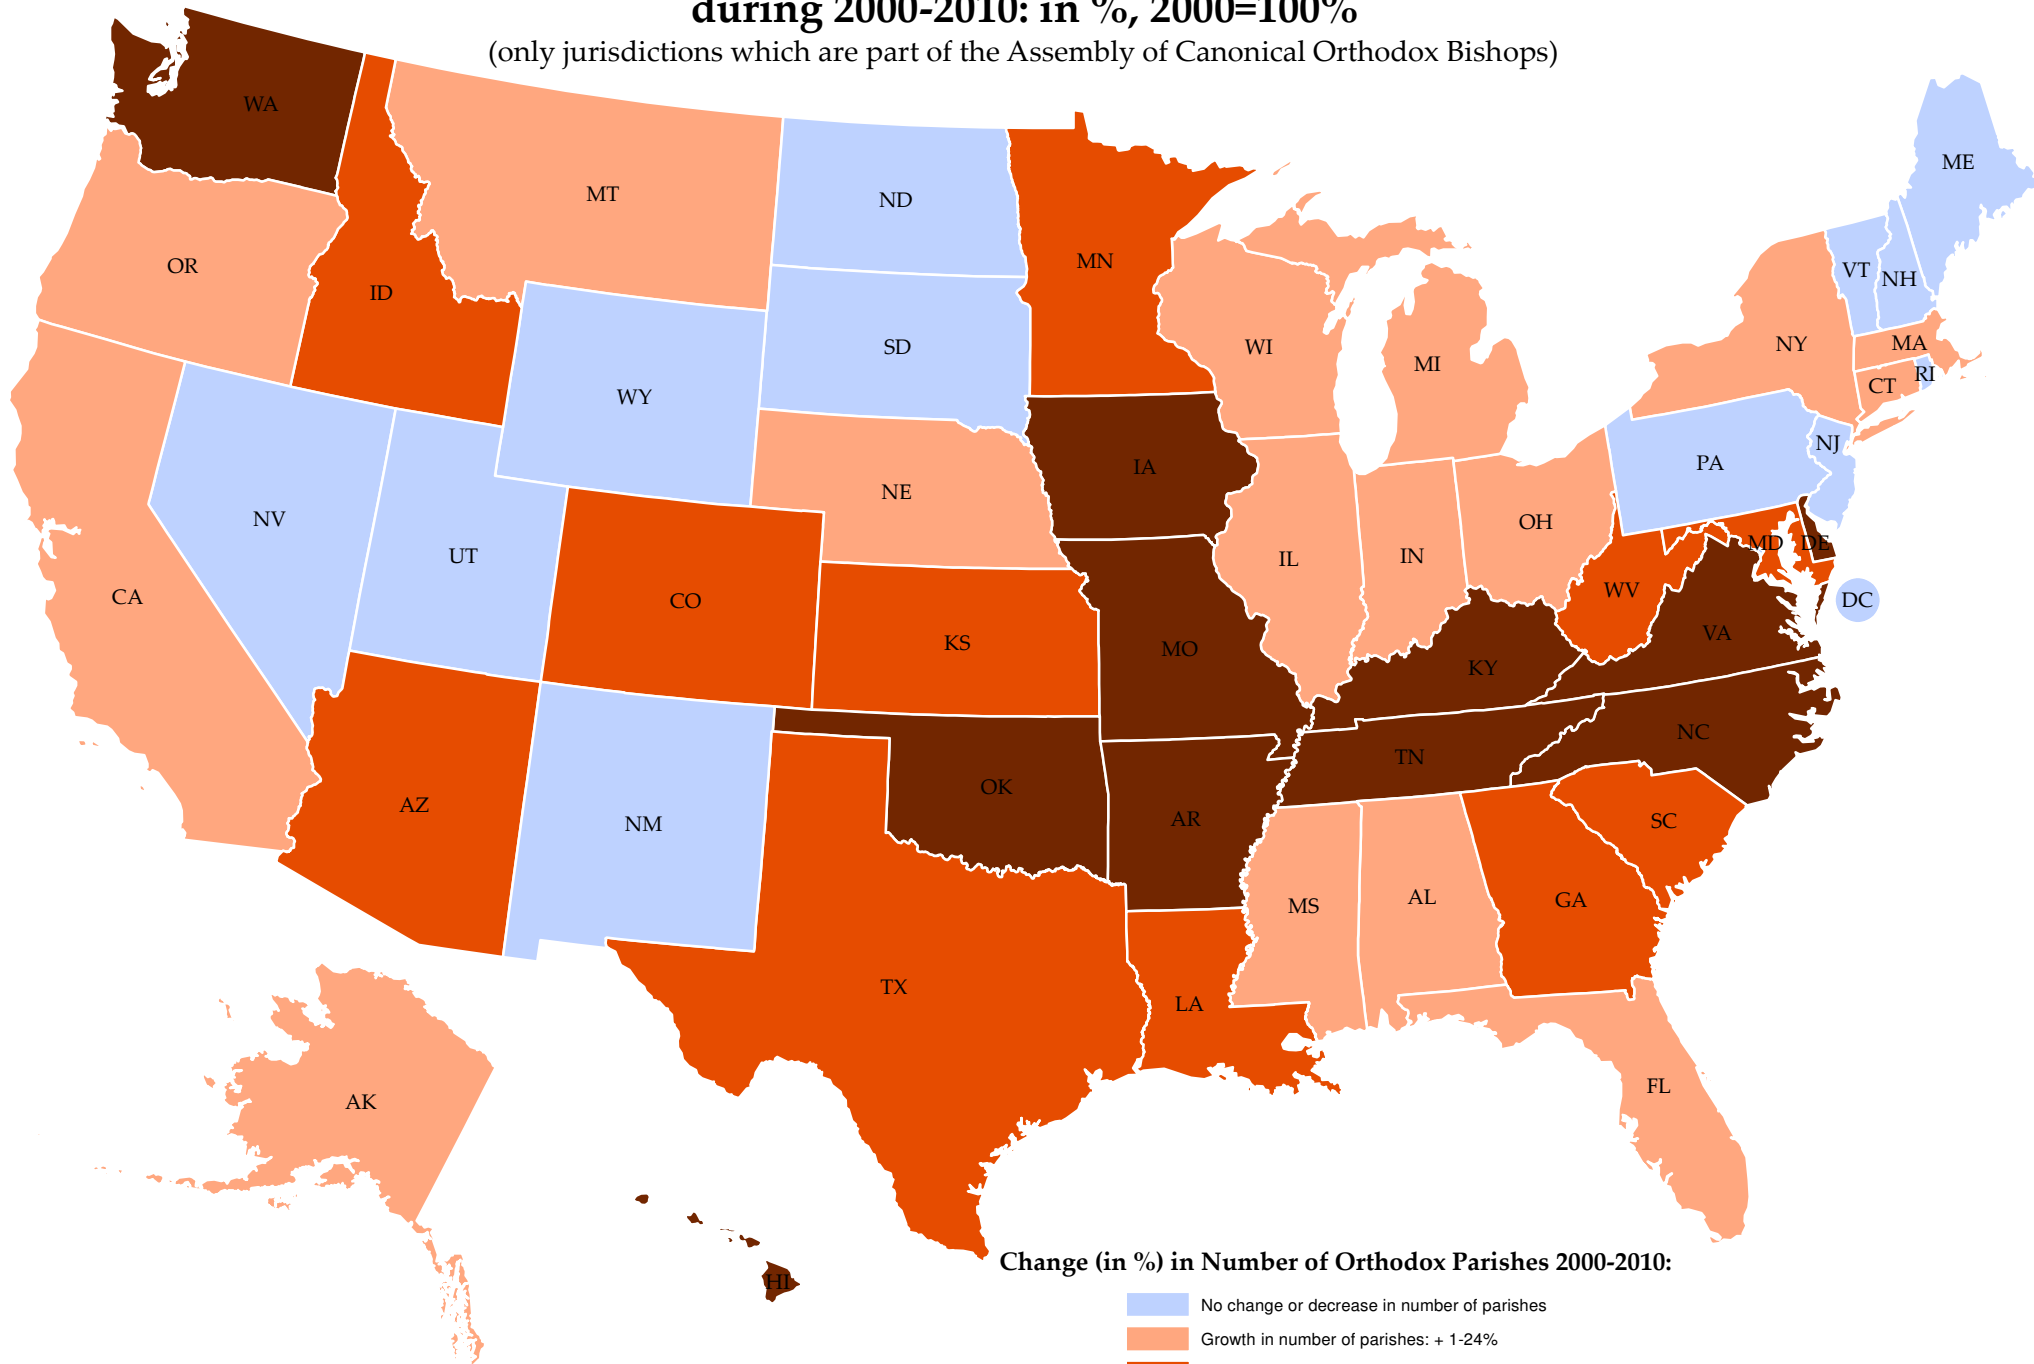 during 2000-2010: in %, 2000=100%
(only jurisdictions which are part of the Assembly of Canonical Orthodox Bishops)
WA
MT
ND
ME
OR
ID
MN
VT
NH
SD
WI
MI
NY
MA
WY
RI
CT
NJ
IA
PA
NE
NV
OH
UT
IL
IN
MD
DE
CA
CO
WV
DC
KS
MO
VA
KY
NC
TN
OK
AZ
NM
AR
SC
MS
AL
GA
TX
LA
FL
AK
HI
Change (in %) in Number of Orthodox Parishes 2000-2010:
No change or decrease in number of parishes
Growth in number of parishes: + 1-24%